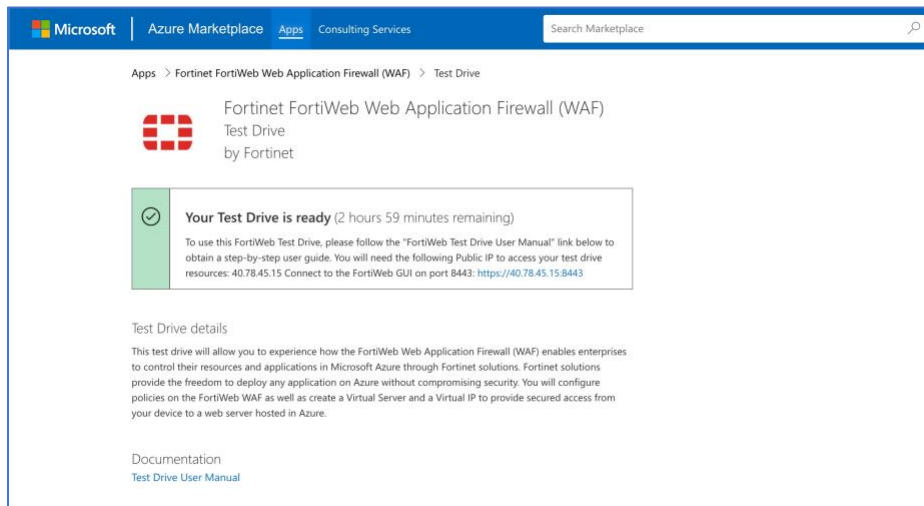 Microsoft Azure Marketplace Apps Consulting Services Search Marketplace
Apps > Fortinet FortiWeb Web Application Firewall (WAF) > Test Drive
Fortinet FortiWeb Web Application Firewall (WAF)
Test Drive
by Fortinet
Your Test Drive is ready (2 hours 59 minutes remaining)
To use this FortiWeb Test Drive, please follow the "FortiWeb Test Drive User Manual" link below to
obtain a step-by-step user guide. You will need the following Public IP to access your test drive
resources: 40.78.45.15 Connect to the FortiWeb GUI on port 8443: https://40.78.45.15:8443
Test Drive details
This test drive will allow you to experience how the FortiWeb Web Application Firewall (WAF) enables enterprises
to control their resources and applications in Microsoft Azure through Fortinet solutions. Fortinet solutions
provide the freedom to deploy any application on Azure without compromising security. You will configure
policies on the FortiWeb WAF as well as create a Virtual Server and a Virtual IP to provide secured access from
your device to a web server hosted in Azure.
Documentation
Test Drive User Manual